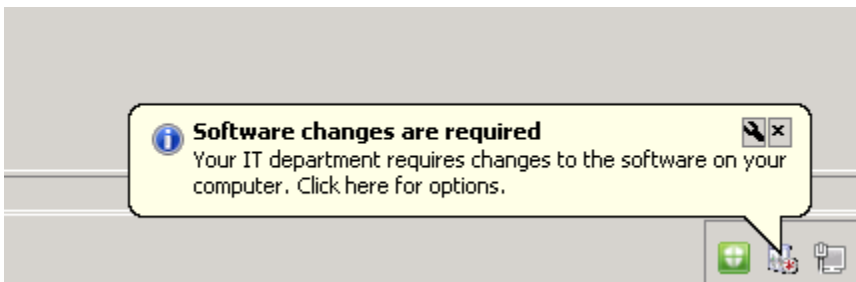 Software changes are required
Your IT department requires changes to the software on your
computer. Click here for options.